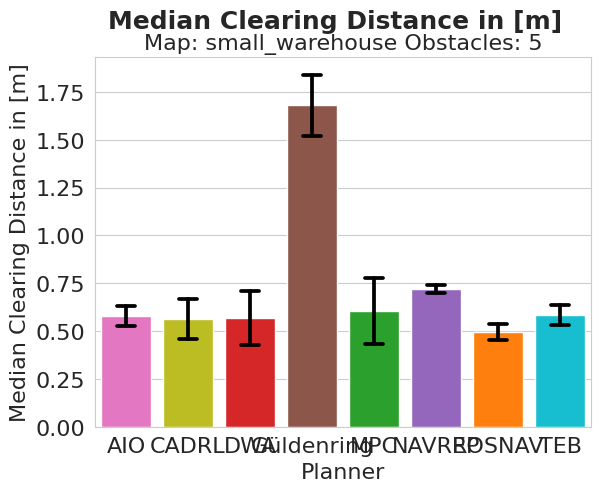 Median Clearing Distance in [m]
Map: small_warehouse Obstacles: 5
Median Clearing Distance in [m]
1.75
1.50
1.25
1.00
0.75
0.50
0.25
0.00
AIO CADRL DWA Güldenring MPC NAVREP ROSNAV TEB
Planner